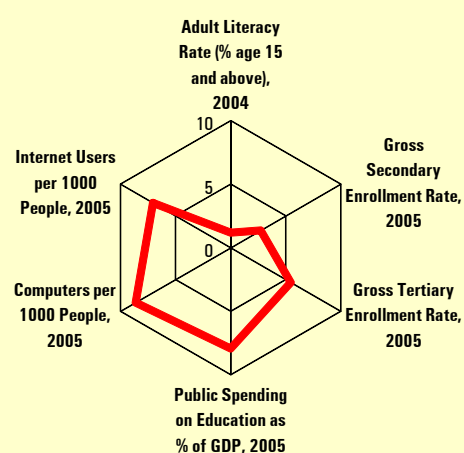 Adult Literacy
Rate (% age 15
and above),
2004
10
5
0
Gross
Secondary
Enrollment Rate,
2005
Gross Tertiary
Enrollment Rate,
2005
Public Spending
on Education as
% of GDP, 2005
Computers per
1000 People,
2005
Internet Users
per 1000
People, 2005